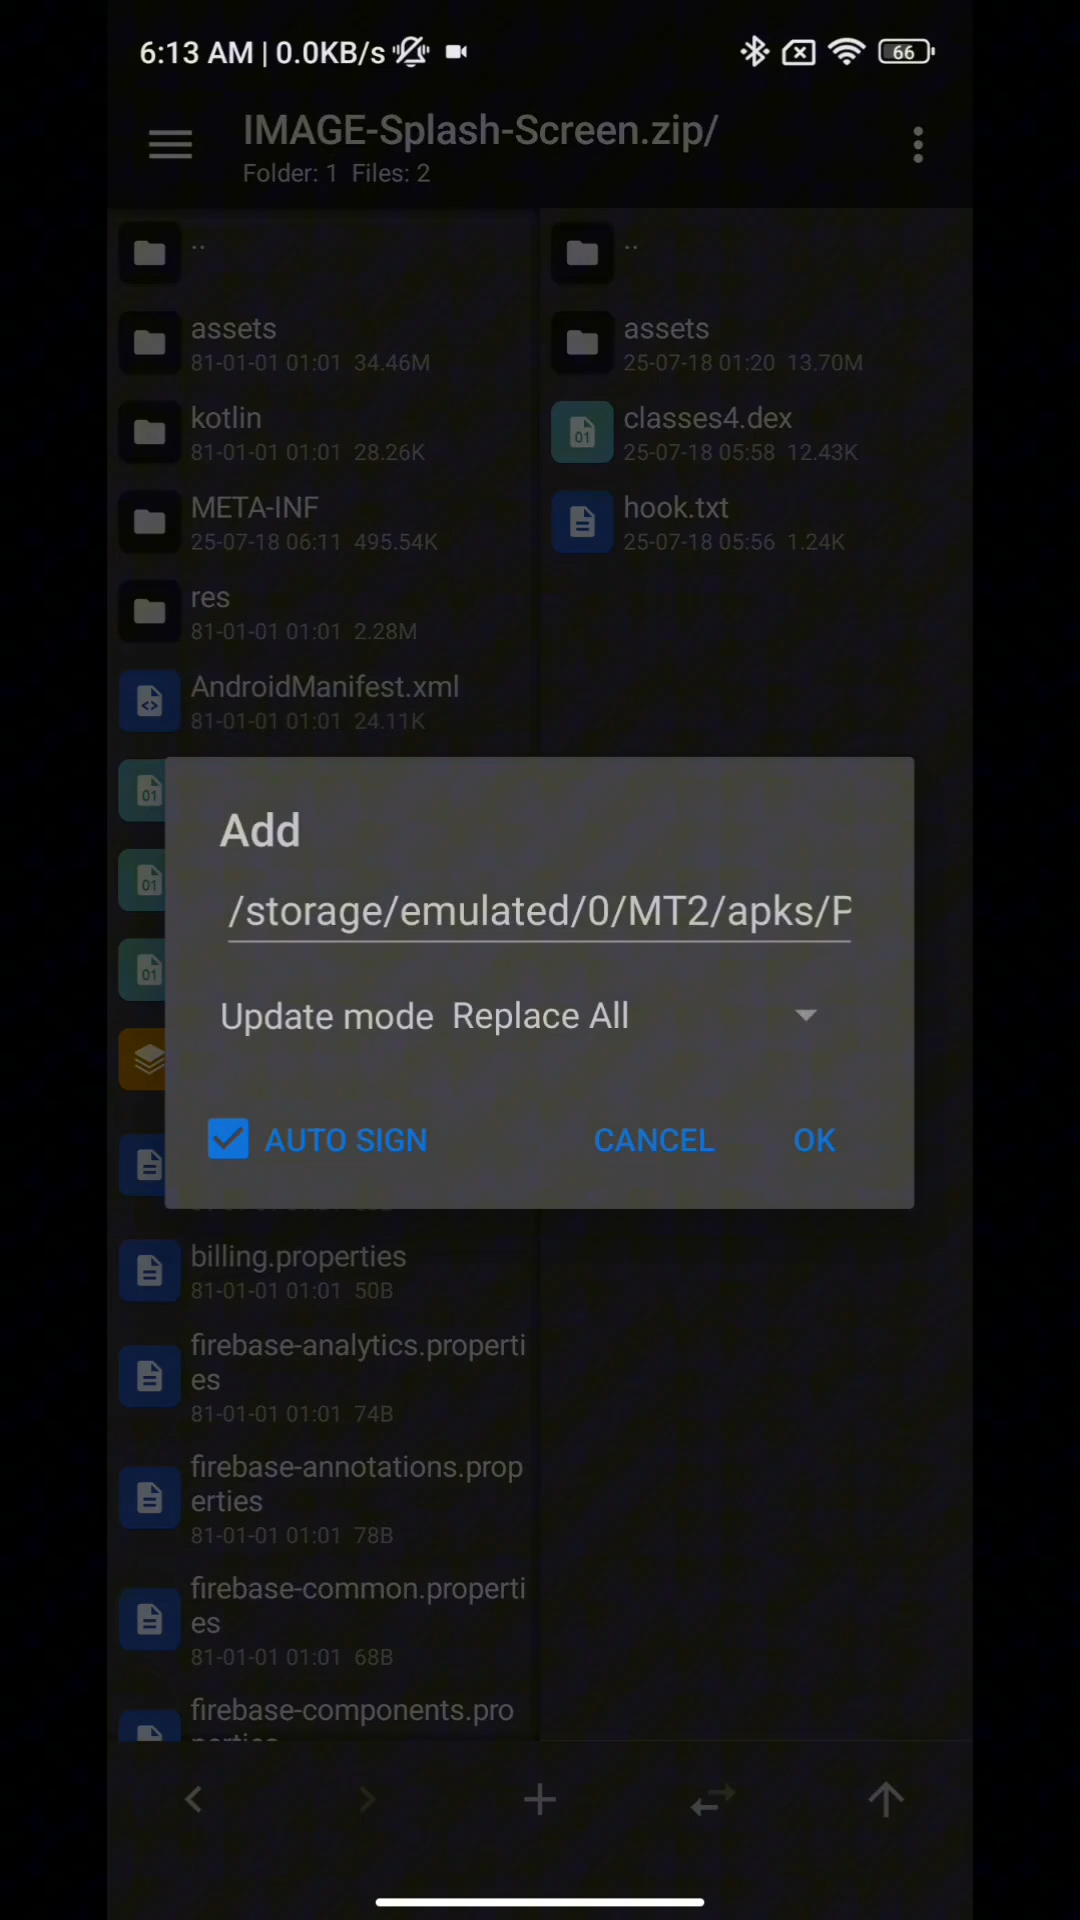 6:13 AM | 0.0KB/s
66
IMAGE-Splash-Screen.zip/
Folder: 1 Files: 2
..
assets
81-01-01 01:01 34.46M
kotlin
81-01-01 01:01 28.26K
META-INF
25-07-18 06:11 495.54K
res
81-01-01 01:01 2.28M
AndroidManifest.xml
81-01-01 01:01 24.11K
..
assets
25-07-18 01:20 13.70M
classes4.dex
25-07-18 05:58 12.43K
hook.txt
25-07-18 05:56 1.24K
Add
/storage/emulated/0/MT2/apks/P
Update mode Replace All
AUTO SIGN CANCEL OK
billing.properties
81-01-01 01:01 50B
firebase-analytics.properti
es
81-01-01 01:01 74B
firebase-annotations.prop
erties
81-01-01 01:01 78B
firebase-common.properti
es
81-01-01 01:01 68B
firebase-components.pro